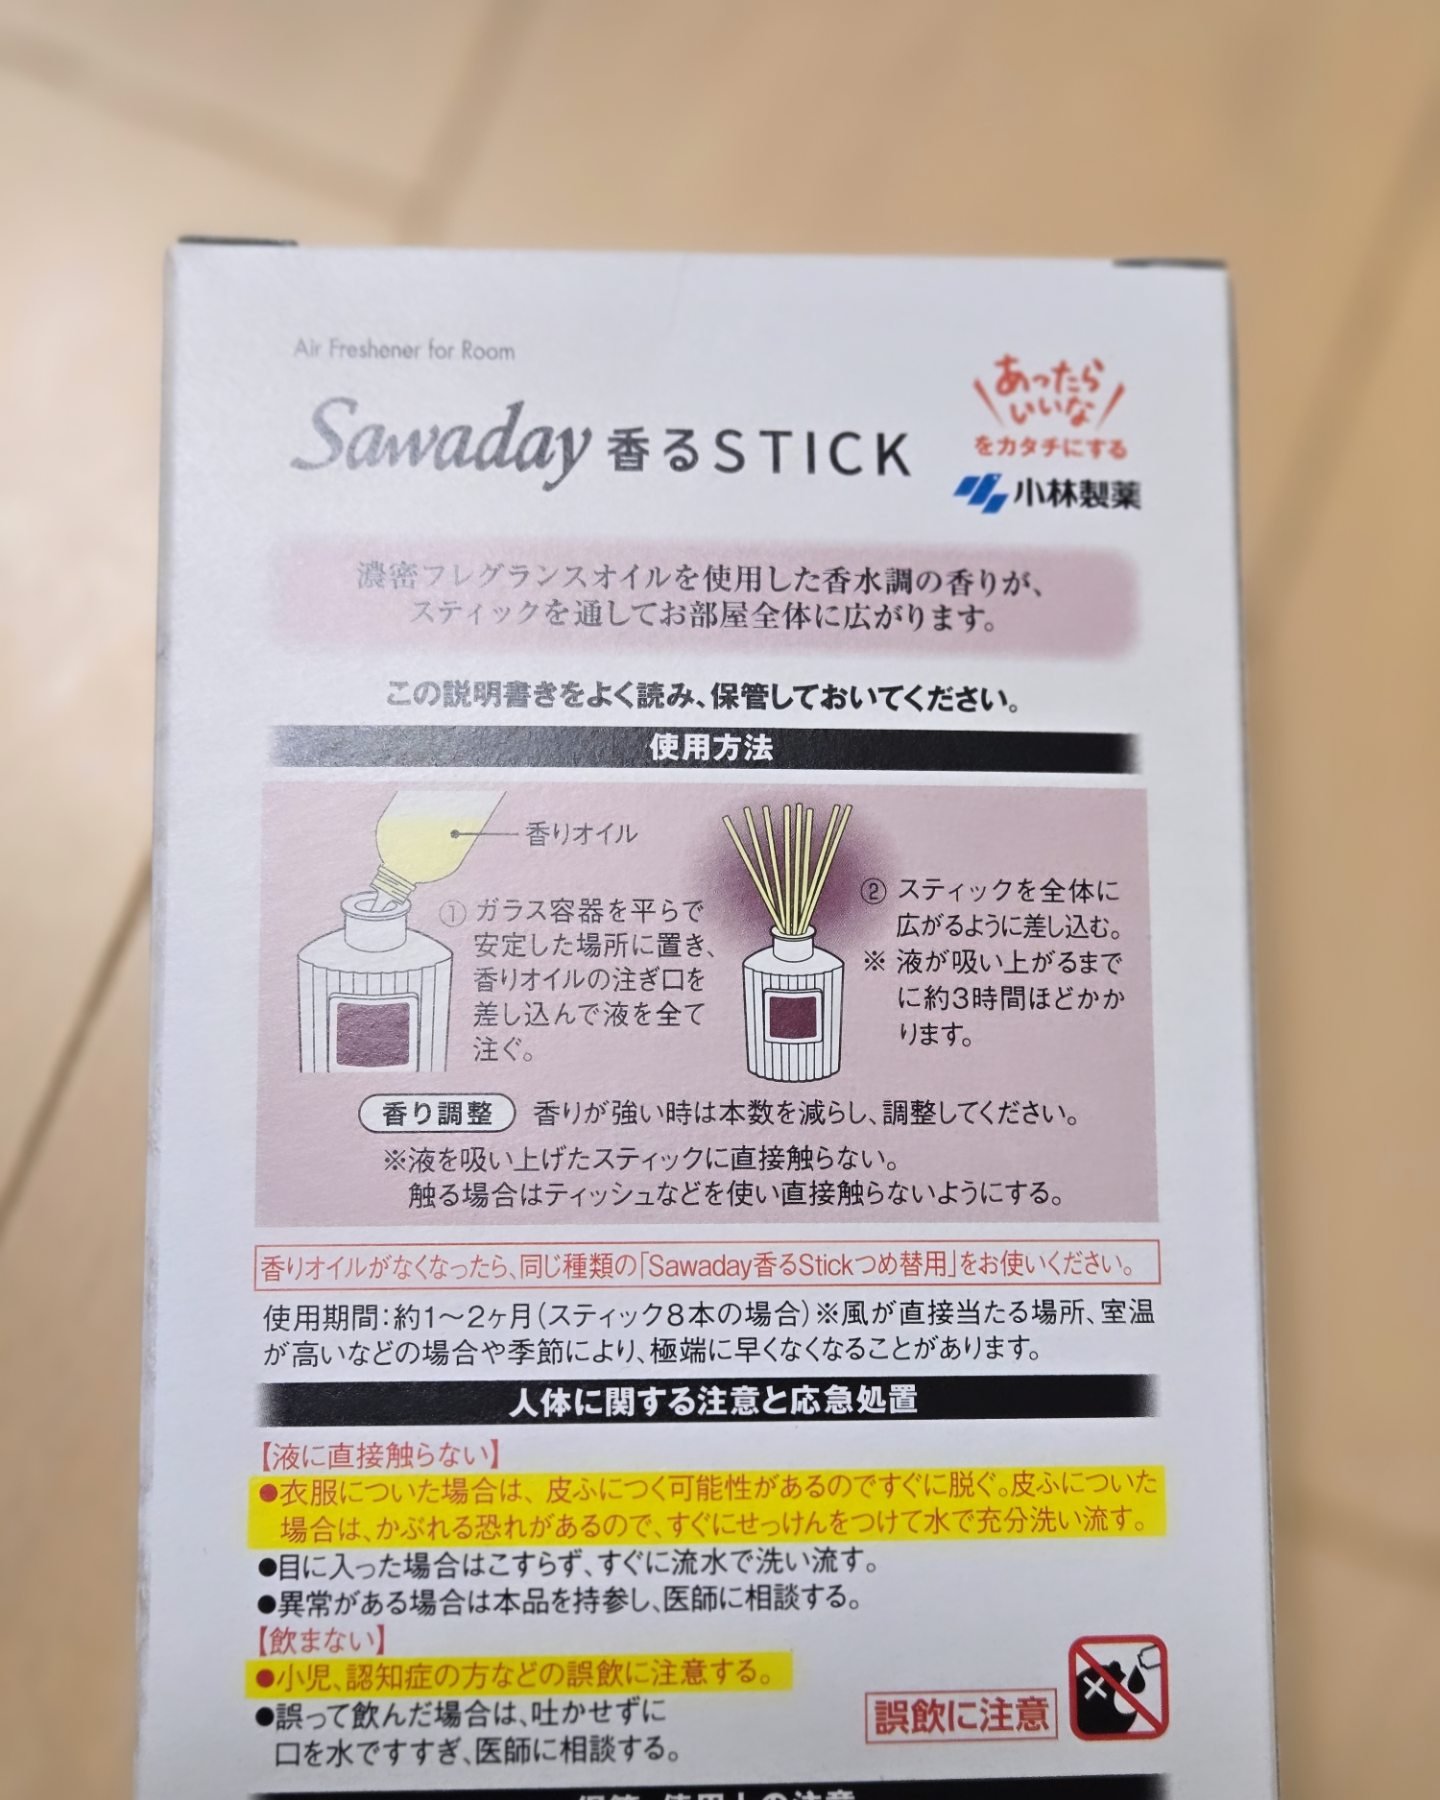 Air Freshener for Room
Sawaday 香るSTICK
あったら
いいな
をカタチにする
小林製薬
濃密フレグランスオイルを使用した香水調の香りが、
スティックを通してお部屋全体に広がります。
この説明書きをよく読み、保管しておいてください。
使用方法
香りオイル
① ガラス容器を平らで
安定した場所に置き、
香りオイルの注ぎ口を
差し込んで液を全て
注ぐ。
② スティックを全体に
広がるように差し込む。
※ 液が吸い上がるまで
に約3時間ほどかか
ります。
香り調整 香りが強い時は本数を減らし、調整してください。
※液を吸い上げたスティックに直接触らない。
触る場合はティッシュなどを使い直接触らないようにする。
香りオイルがなくなったら、同じ種類の「Sawaday香るStickつめ替用」をお使いください。
使用期間：約1～2ヶ月（スティック8本の場合）※風が直接当たる場所、室温
が高いなどの場合や季節により、極端に早くなくなることがあります。
人体に関する注意と応急処置
【液に直接触らない】
●衣服についた場合は、皮ふにつく可能性があるのですぐに脱ぐ。皮ふについた
場合は、かぶれる恐れがあるので、すぐにせっけんをつけて水で充分洗い流す。
●目に入った場合はこすらず、すぐに流水で洗い流す。
●異常がある場合は本品を持参し、医師に相談する。
【飲まない】
●小児、認知症の方などの誤飲に注意する。
●誤って飲んだ場合は、吐かせずに
口を水ですすぎ、医師に相談する。
誤飲に注意